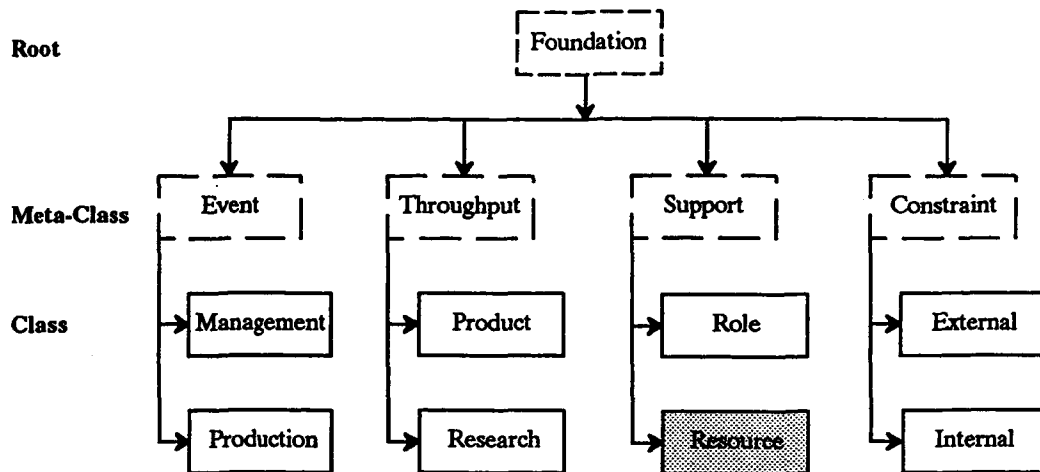 Root
Foundation
Meta-Class
Event
Throughput
Support
Constraint
Class
Management
Product
Role
External
Production
Research
Resource
Internal